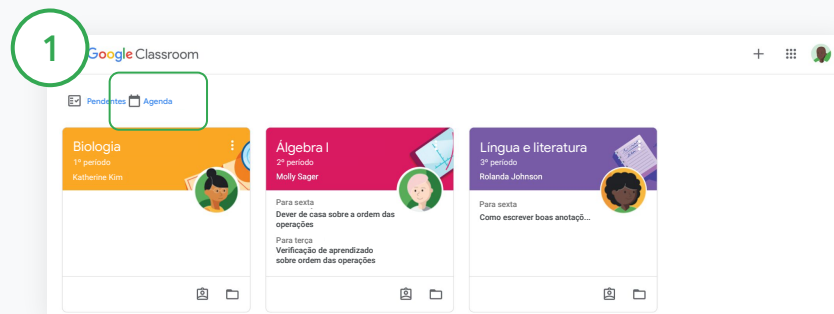 1
Google Classroom
Pendentes Agenda
Biologia
1º período
Katherine Kim
Álgebra I
2º período
Molly Sager
Para sexta
Dever de casa sobre a ordem das
operações
Para terça
Verificação de aprendizado
sobre ordem das operações
Língua e literatura
3º período
Rolanda Johnson
Para sexta
Como escrever boas anotaçõ...